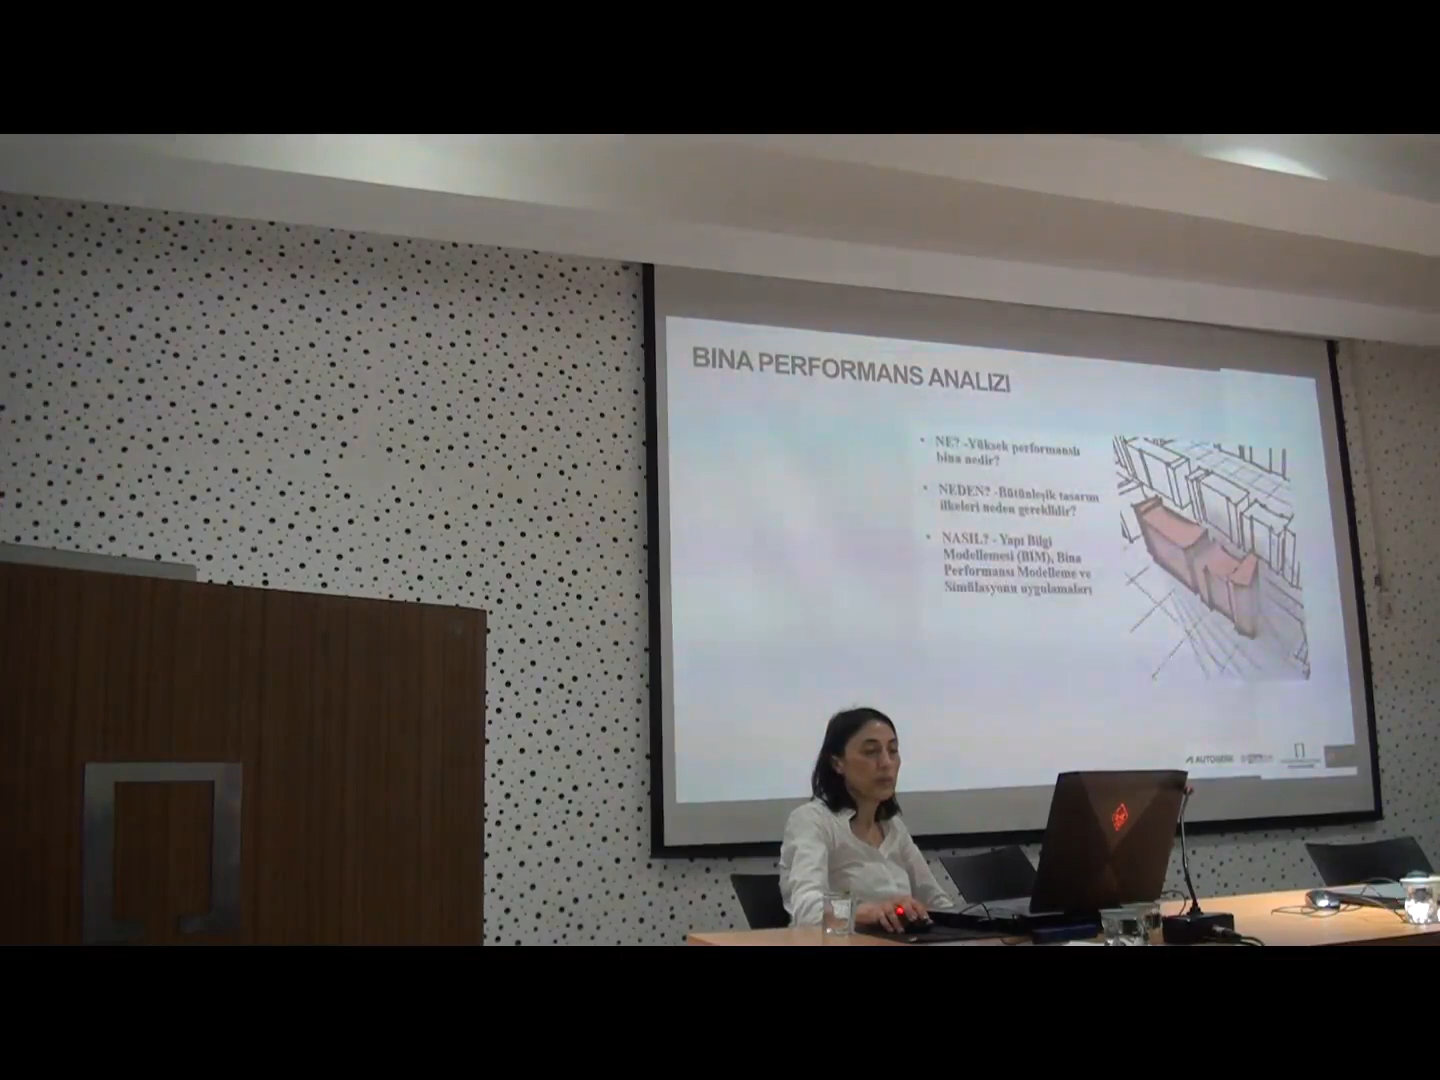 BINA PERFORMANS ANALIZI
• NE? -Yüksek performanslı
bina nedir?
• NEDEN? -Bütünleşik tasarım
ilkeleri neden gereklidir?
• NASIL? - Yapı Bilgi
Modellemesi (BIM), Bina
Performansı Modelleme ve
Simülasyonu uygulamaları
AUTODESK